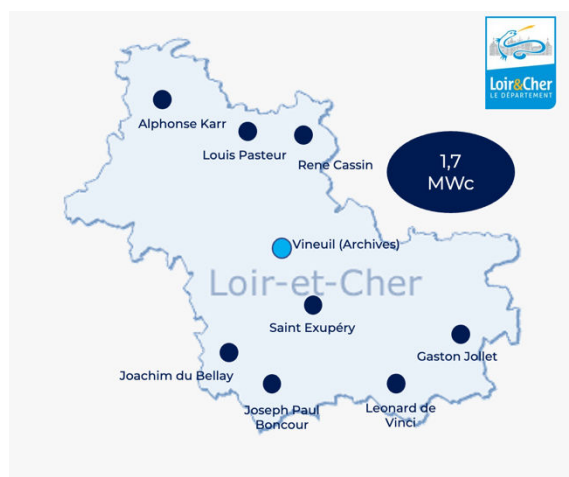 Loir&Cher
LE DÉPARTEMENT
Alphonse Karr
Louis Pasteur
René Cassin
1,7
MWc
Vineuil (Archives)
Loir-et-Cher
Saint Exupéry
Gaston Jollet
Joachim du Bellay
Joseph Paul
Boncour
Leonard de
Vinci